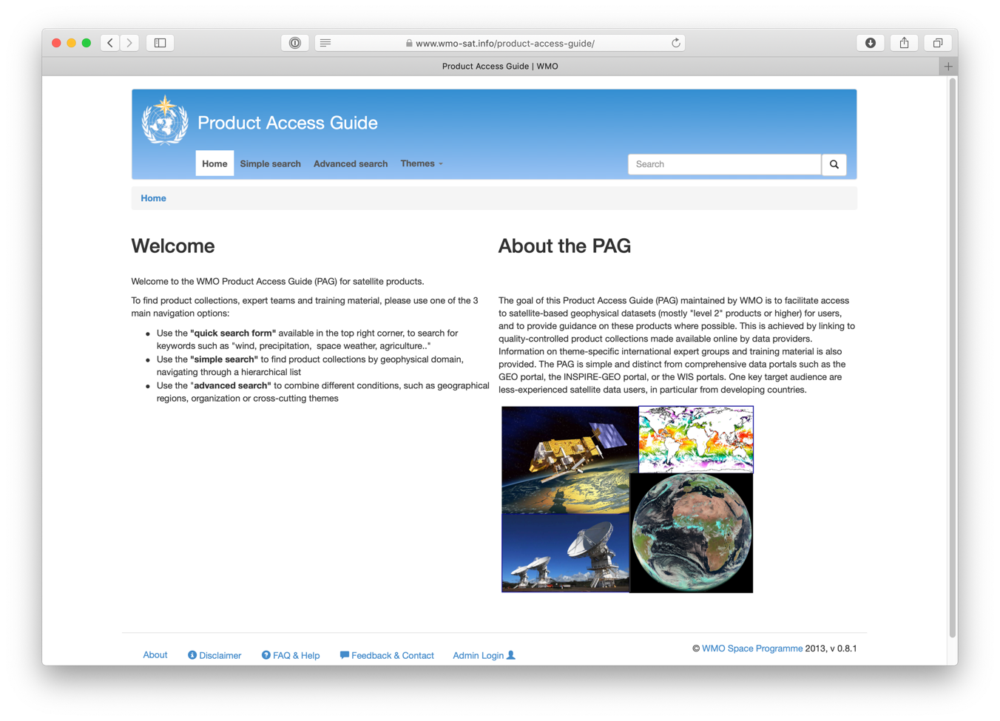 www.wmo-sat.info/product-access-guide/
Product Access Guide | WMO
Product Access Guide
Home Simple search Advanced search Themes
Search
Home
Welcome
Welcome to the WMO Product Access Guide (PAG) for satellite products.
To find product collections, expert teams and training material, please use one of the 3
main navigation options:
• Use the "quick search form" available in the top right corner, to search for
keywords such as "wind, precipitation,  space weather, agriculture.."
• Use the "simple search" to find product collections by geophysical domain,
navigating through a hierarchical list
• Use the "advanced search" to combine different conditions, such as geographical
regions, organization or cross-cutting themes
About the PAG
The goal of this Product Access Guide (PAG) maintained by WMO is to facilitate access
to satellite-based geophysical datasets (mostly "level 2" products or higher) for users,
and to provide guidance on these products where possible. This is achieved by linking to
quality-controlled product collections made available online by data providers.
Information on theme-specific international expert groups and training material is also
provided. The PAG is simple and distinct from comprehensive data portals such as the
GEO portal, the INSPIRE-GEO portal, or the WIS portals. One key target audience are
less-experienced satellite data users, in particular from developing countries.
About Disclaimer FAQ & Help Feedback & Contact Admin Login
© WMO Space Programme 2013, v 0.8.1